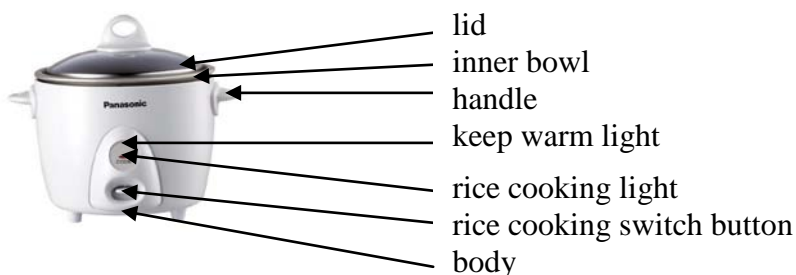 lid
inner bowl
handle
Panasonic
keep warm light
rice cooking light
rice cooking switch button
body